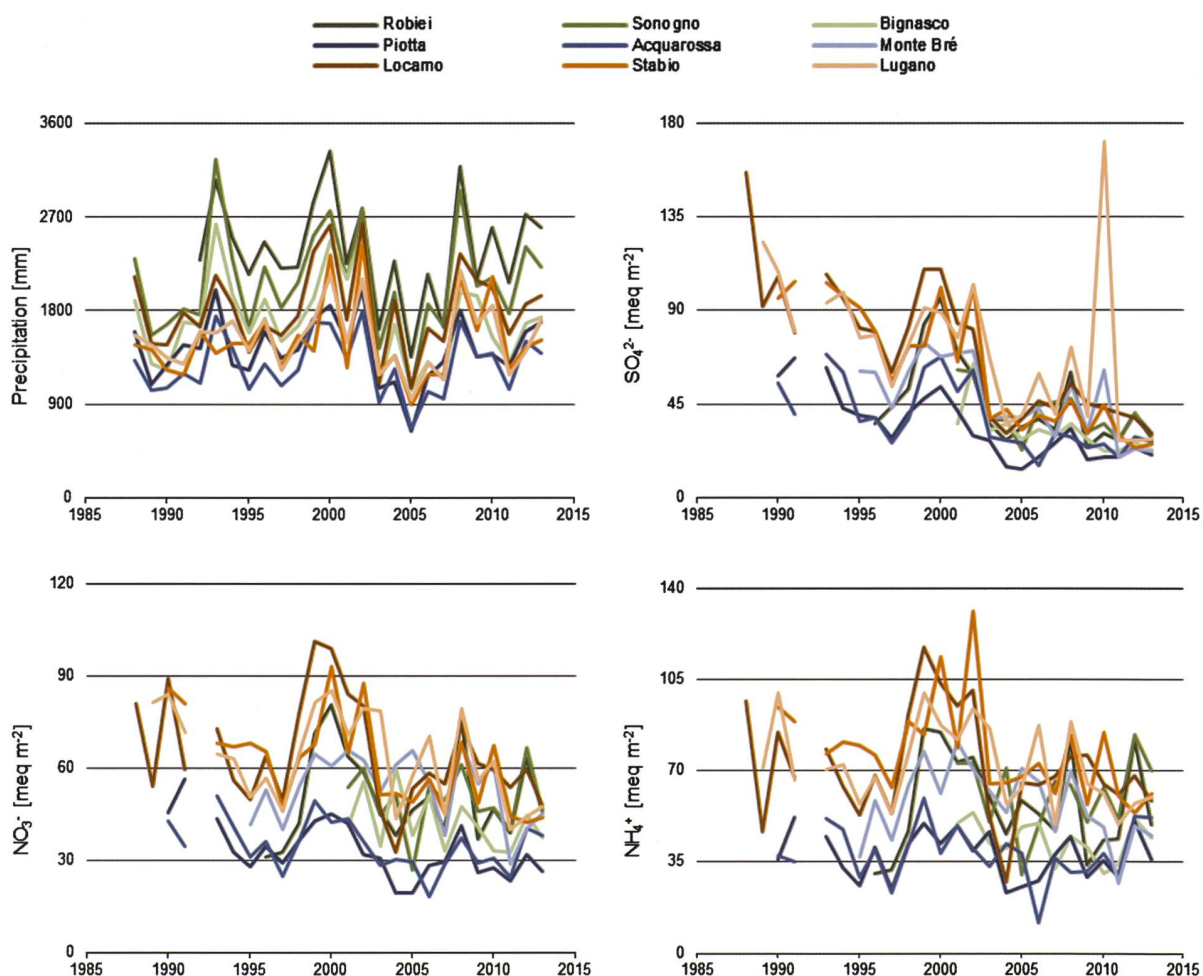 Robiei Sonogno Bignasco
Piotta Acquarossa Monte Bré
Locarno Stabio Lugano
3600
2700
1800
900
0
1985 1990 1995 2000 2005 2010 2015
Precipitation [mm]
180
135
90
45
0
1985 1990 1995 2000 2005 2010 2015
SO₄²⁻ [meq m⁻²]
120
90
60
30
0
1985 1990 1995 2000 2005 2010 2015
NO₃⁻ [meq m⁻²]
140
105
70
35
0
1985 1990 1995 2000 2005 2010 2015
NH₄⁺ [meq m⁻²]